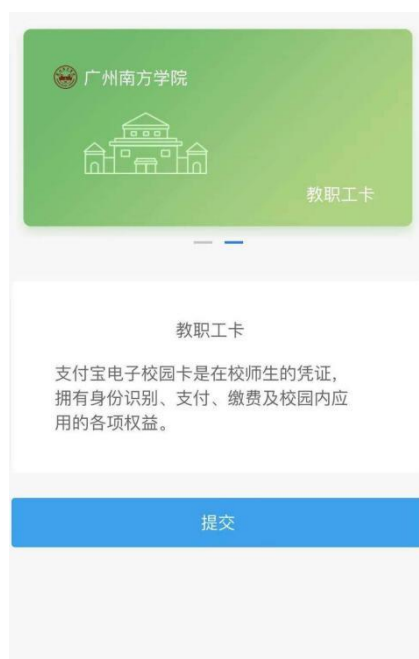 广州南方学院
教职工卡
教职工卡
支付宝电子校园卡是在校师生的凭证,
拥有身份识别、支付、缴费及校园内应
用的各项权益。
提交